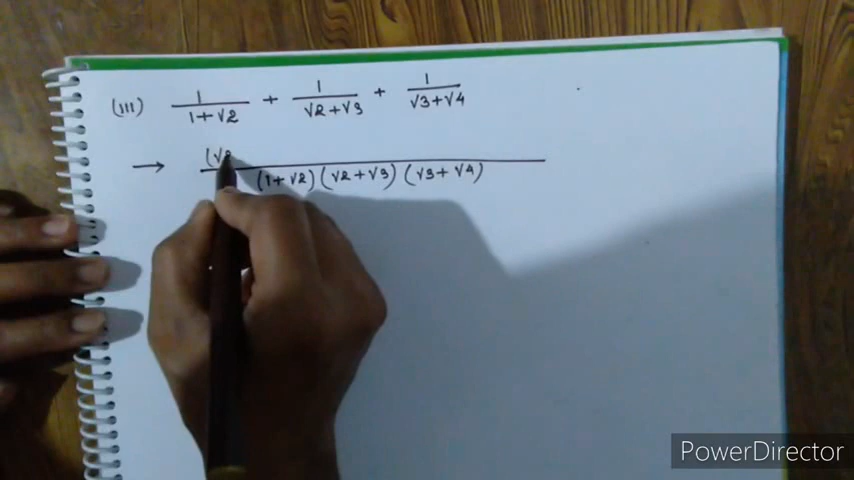 (III) 1/(1+√2) + 1/(√2+√3) + 1/(√3+√4)
→ (√
(1+√2) (√2+√3) (√3+√4)
PowerDirector